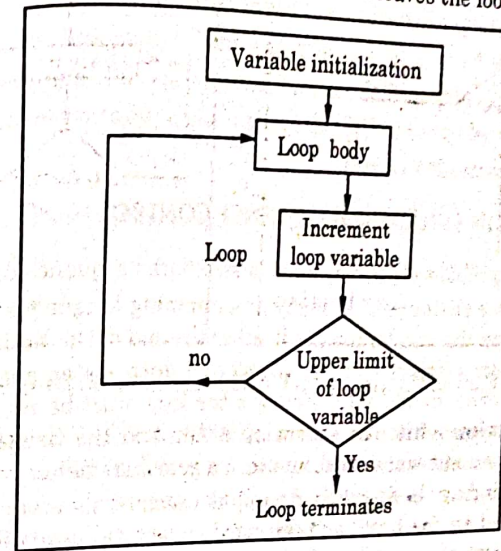 Variable initialization
Loop body
Increment
loop variable
Loop
no
Upper limit
of loop
variable
Yes
Loop terminates